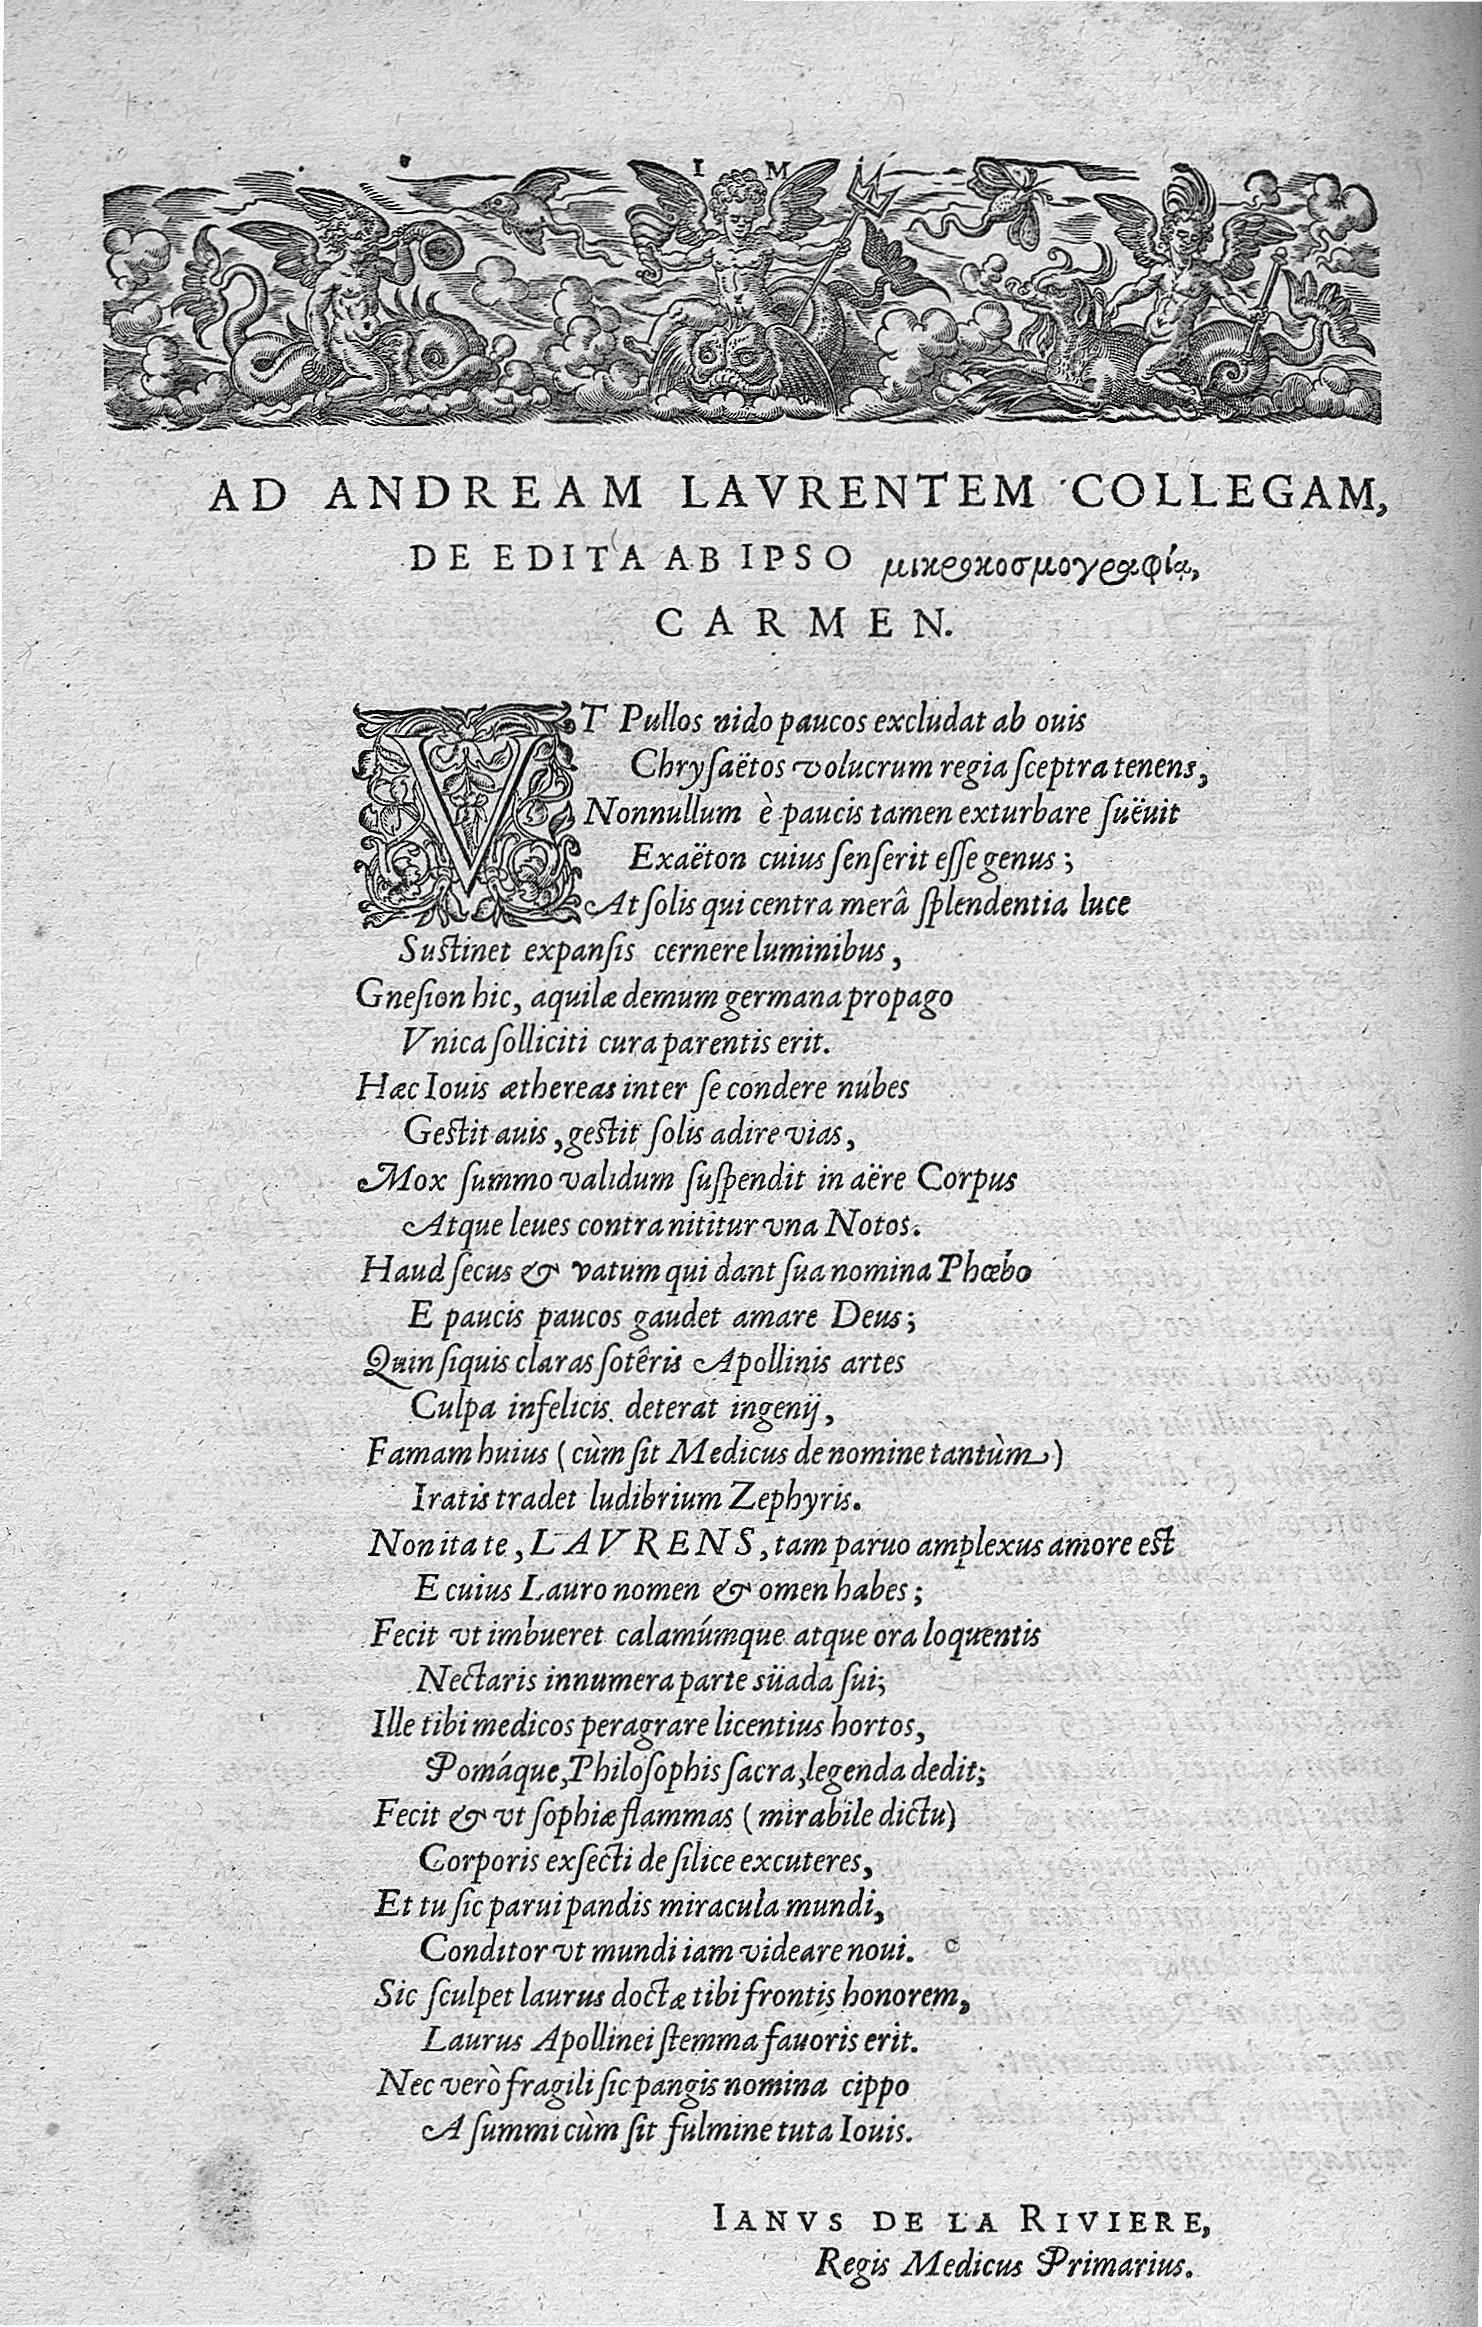 I M
AD ANDREAM LAVRENTEM COLLEGAM,
DE EDITA AB IPSO μικροκοσμογραφίᾳ,
CARMEN.
VT Pullos nido paucos excludat ab ouis
Chryſaëtos volucrum regia ſceptra tenens,
Nonnullum è paucis tamen exturbare ſuëuit
Exaëton cuius ſenſerit eſſe genus;
At ſolis qui centra merâ ſplendentia luce
Sustinet expanſis cernere luminibus,
Gneſion hic, aquilæ demum germana propago
Vnica ſolliciti cura parentis erit.
Hæc Iouis æthereas inter ſe condere nubes
Gestit auis, gestit ſolis adire vias,
Mox ſummo validum ſuſpendit in aëre Corpus
Atque leues contra nititur vna Notos.
Haud ſecus & vatum qui dant ſua nomina Phœbo
E paucis paucos gaudet amare Deus;
Quin ſiquis claras ſotêris Apollinis artes
Culpa infelicis deterat ingenij,
Famam huius (cùm ſit Medicus de nomine tantùm)
Iratis tradet ludibrium Zephyris.
Non ita te, LAVRENS, tam paruo amplexus amore est
E cuius Lauro nomen & omen habes;
Fecit vt imbueret calamúmque atque ora loquentis
Nectaris innumera parte süada ſui;
Ille tibi medicos peragrare licentius hortos,
Pomáque, Philoſophis ſacra, legenda dedit;
Fecit & vt ſophiæ flammas (mirabile dictu)
Corporis exſecti de ſilice excuteres,
Et tu ſic parui pandis miracula mundi,
Conditor vt mundi iam videare noui.
Sic ſculpet laurus doctæ tibi frontis honorem,
Laurus Apollinei ſtemma fauoris erit.
Nec verò fragili ſic pangis nomina cippo
A ſummi cùm ſit fulmine tuta Iouis.
IANVS DE LA RIVIERE,
Regis Medicus Primarius.